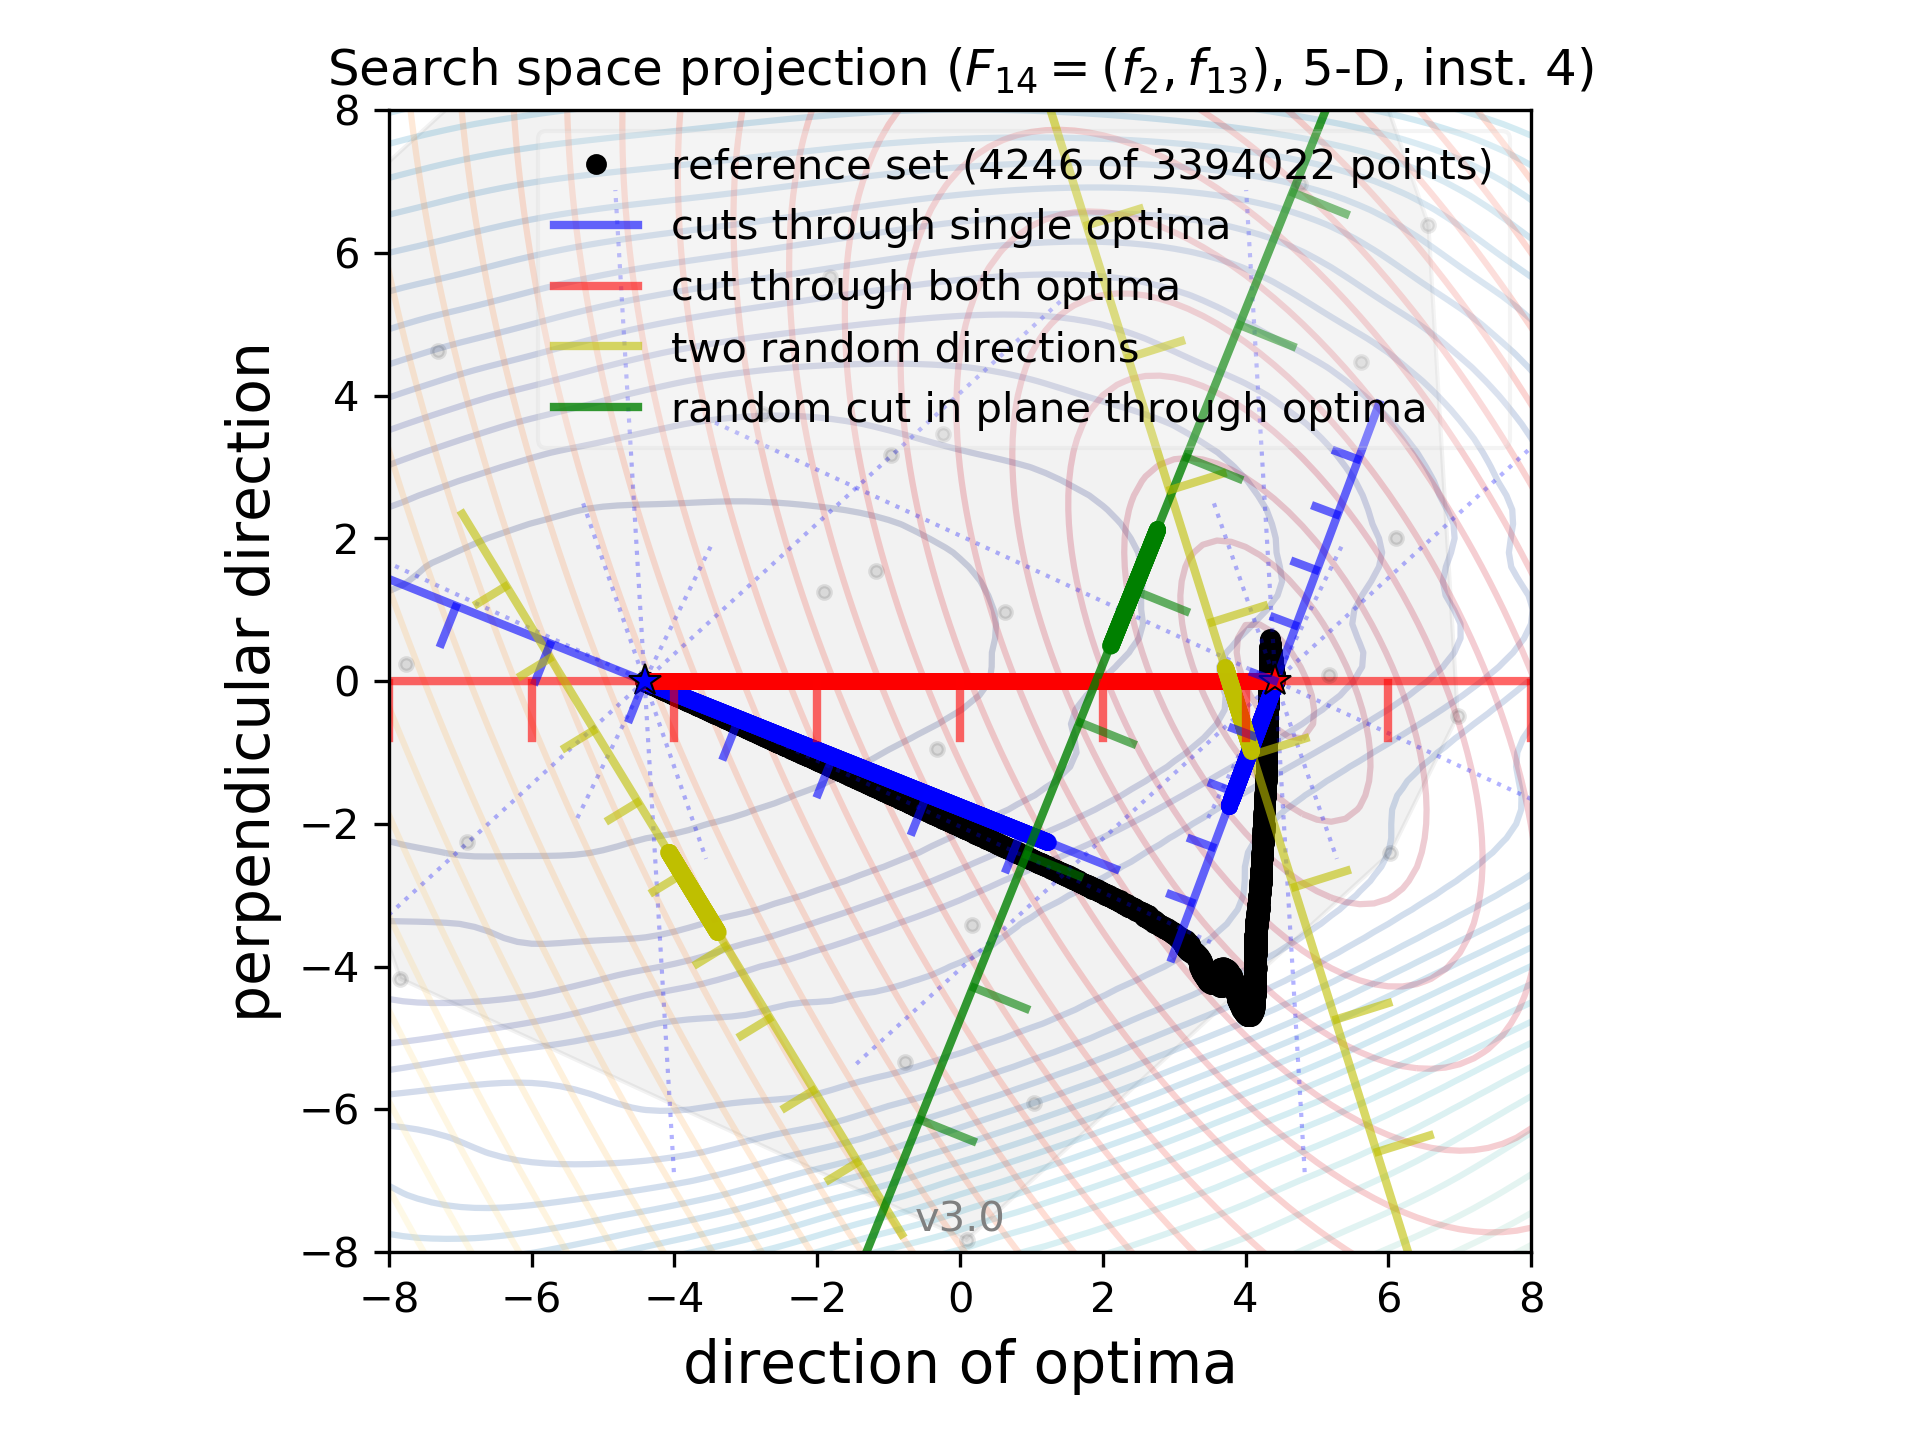 Search space projection (F₁₄ = (f₂, f₁₃), 5-D, inst. 4)
8
6
4
2
0
−2
−4
−6
−8
perpendicular direction
reference set (4246 of 3394022 points)
cuts through single optima
cut through both optima
two random directions
random cut in plane through optima
v3.0
−8 −6 −4 −2 0 2 4 6 8
direction of optima